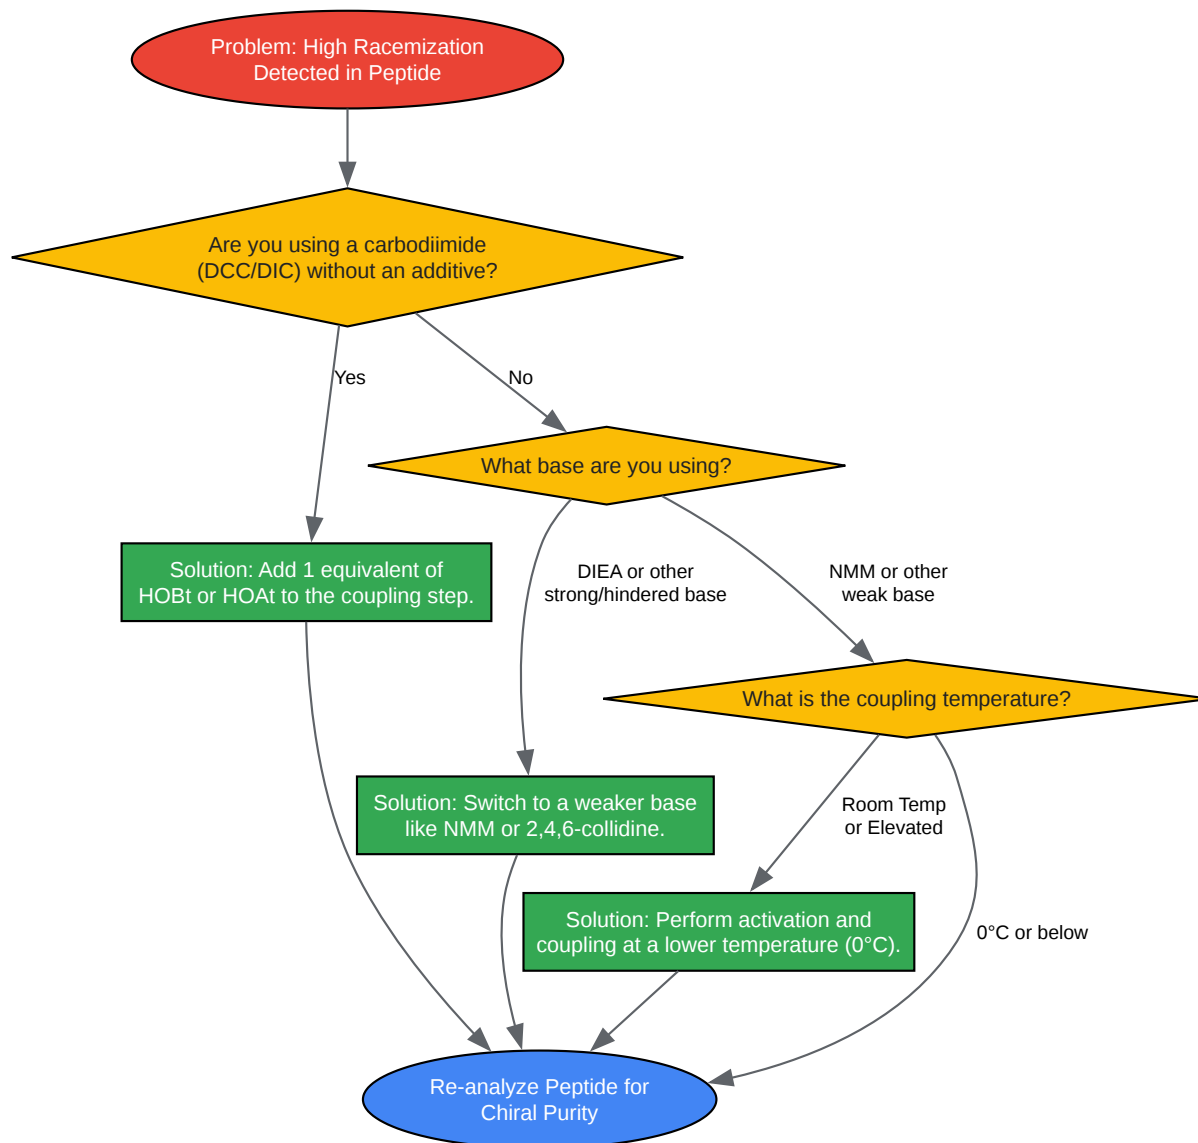 Problem: High Racemization
Detected in Peptide
Are you using a carbodiimide
(DCC/DIC) without an additive?
Yes
No
What base are you using?
Solution: Add 1 equivalent of
HOBt or HOAt to the coupling step.
DIEA or other
strong/hindered base
NMM or other
weak base
What is the coupling temperature?
Solution: Switch to a weaker base
like NMM or 2,4,6-collidine.
Room Temp
or Elevated
Solution: Perform activation and
coupling at a lower temperature (0°C).
0°C or below
Re-analyze Peptide for
Chiral Purity